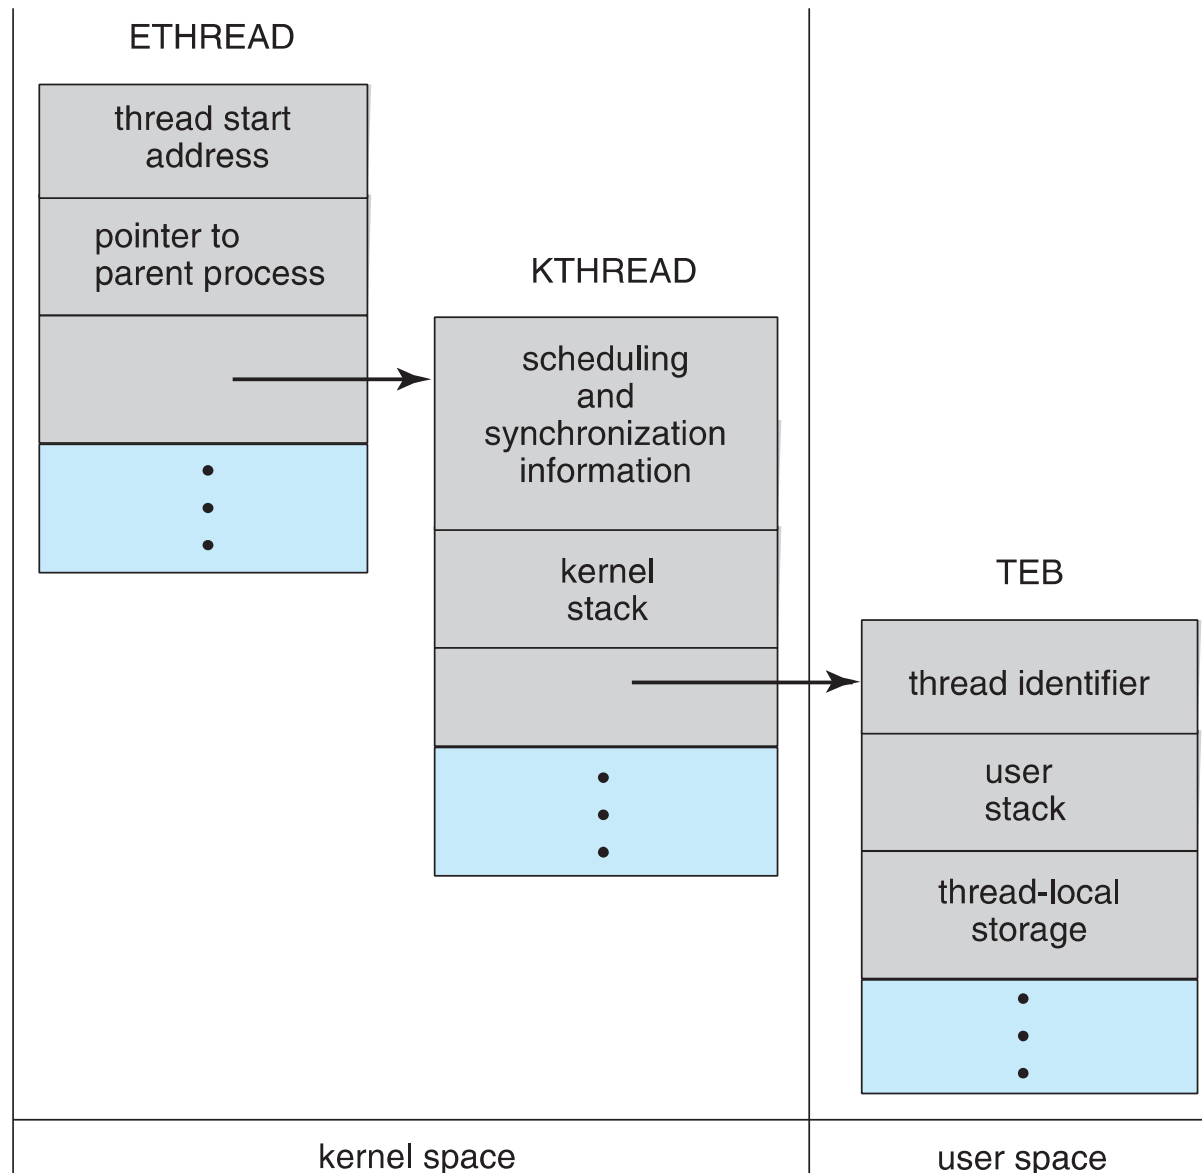 ETHREAD
thread start
address
pointer to
parent process
KTHREAD
scheduling
and
synchronization
information
kernel
stack
TEB
thread identifier
user
stack
thread-local
storage
kernel space
user space